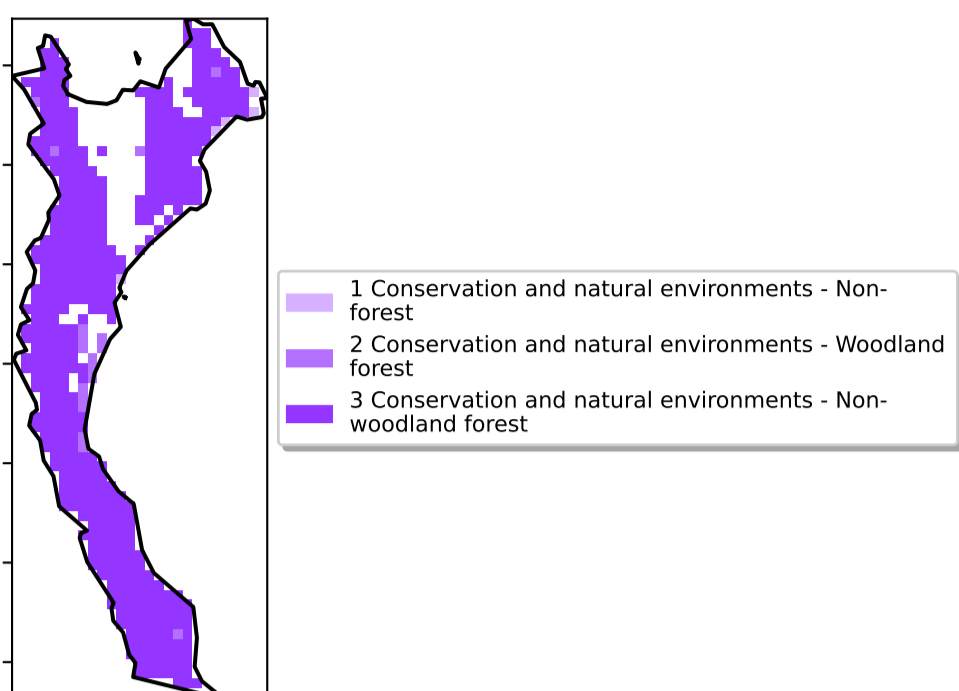 1 Conservation and natural environments - Non-
forest
2 Conservation and natural environments - Woodland
forest
3 Conservation and natural environments - Non-
woodland forest